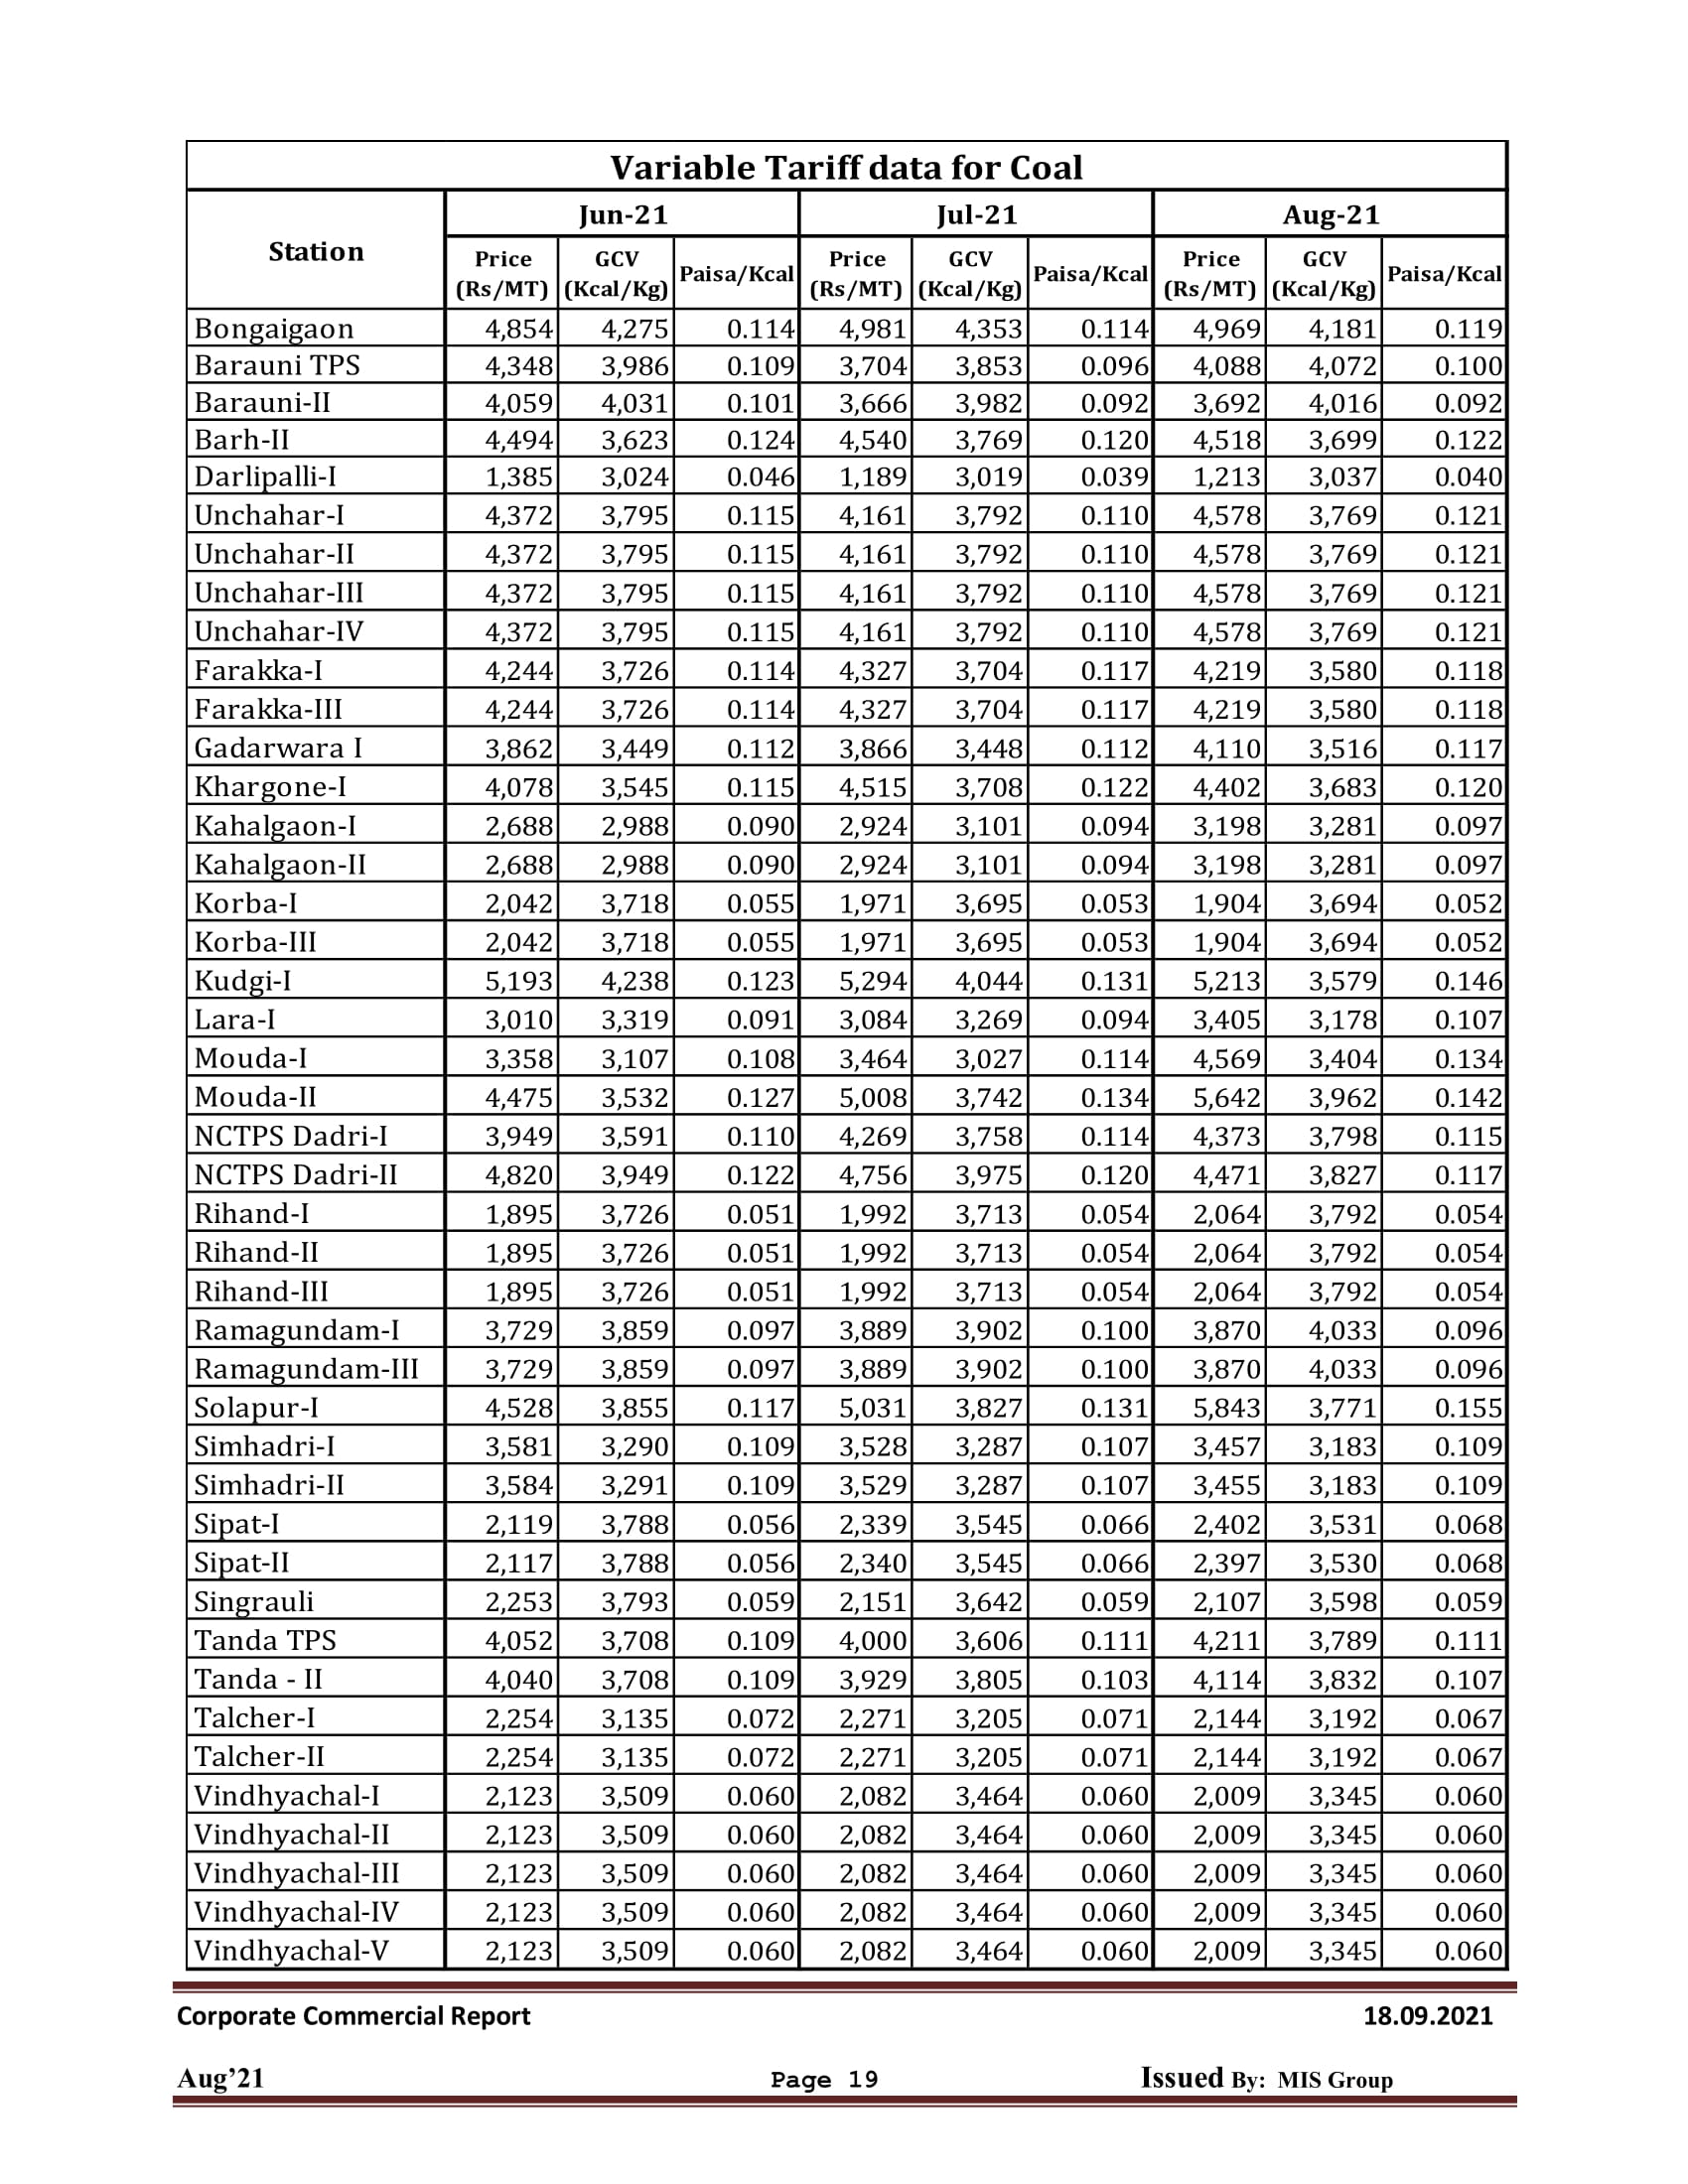 Variable Tariff data for Coal
Station Jun-21 Jul-21 Aug-21
Price (Rs/MT) GCV (Kcal/Kg) Paisa/Kcal Price (Rs/MT) GCV (Kcal/Kg) Paisa/Kcal Price (Rs/MT) GCV (Kcal/Kg) Paisa/Kcal
Bongaigaon 4,854 4,275 0.114 4,981 4,353 0.114 4,969 4,181 0.119
Barauni TPS 4,348 3,986 0.109 3,704 3,853 0.096 4,088 4,072 0.100
Barauni-II 4,059 4,031 0.101 3,666 3,982 0.092 3,692 4,016 0.092
Barh-II 4,494 3,623 0.124 4,540 3,769 0.120 4,518 3,699 0.122
Darlipalli-I 1,385 3,024 0.046 1,189 3,019 0.039 1,213 3,037 0.040
Unchahar-I 4,372 3,795 0.115 4,161 3,792 0.110 4,578 3,769 0.121
Unchahar-II 4,372 3,795 0.115 4,161 3,792 0.110 4,578 3,769 0.121
Unchahar-III 4,372 3,795 0.115 4,161 3,792 0.110 4,578 3,769 0.121
Unchahar-IV 4,372 3,795 0.115 4,161 3,792 0.110 4,578 3,769 0.121
Farakka-I 4,244 3,726 0.114 4,327 3,704 0.117 4,219 3,580 0.118
Farakka-III 4,244 3,726 0.114 4,327 3,704 0.117 4,219 3,580 0.118
Gadarwara I 3,862 3,449 0.112 3,866 3,448 0.112 4,110 3,516 0.117
Khargone-I 4,078 3,545 0.115 4,515 3,708 0.122 4,402 3,683 0.120
Kahalgaon-I 2,688 2,988 0.090 2,924 3,101 0.094 3,198 3,281 0.097
Kahalgaon-II 2,688 2,988 0.090 2,924 3,101 0.094 3,198 3,281 0.097
Korba-I 2,042 3,718 0.055 1,971 3,695 0.053 1,904 3,694 0.052
Korba-III 2,042 3,718 0.055 1,971 3,695 0.053 1,904 3,694 0.052
Kudgi-I 5,193 4,238 0.123 5,294 4,044 0.131 5,213 3,579 0.146
Lara-I 3,010 3,319 0.091 3,084 3,269 0.094 3,405 3,178 0.107
Mouda-I 3,358 3,107 0.108 3,464 3,027 0.114 4,569 3,404 0.134
Mouda-II 4,475 3,532 0.127 5,008 3,742 0.134 5,642 3,962 0.142
NCTPS Dadri-I 3,949 3,591 0.110 4,269 3,758 0.114 4,373 3,798 0.115
NCTPS Dadri-II 4,820 3,949 0.122 4,756 3,975 0.120 4,471 3,827 0.117
Rihand-I 1,895 3,726 0.051 1,992 3,713 0.054 2,064 3,792 0.054
Rihand-II 1,895 3,726 0.051 1,992 3,713 0.054 2,064 3,792 0.054
Rihand-III 1,895 3,726 0.051 1,992 3,713 0.054 2,064 3,792 0.054
Ramagundam-I 3,729 3,859 0.097 3,889 3,902 0.100 3,870 4,033 0.096
Ramagundam-III 3,729 3,859 0.097 3,889 3,902 0.100 3,870 4,033 0.096
Solapur-I 4,528 3,855 0.117 5,031 3,827 0.131 5,843 3,771 0.155
Simhadri-I 3,581 3,290 0.109 3,528 3,287 0.107 3,457 3,183 0.109
Simhadri-II 3,584 3,291 0.109 3,529 3,287 0.107 3,455 3,183 0.109
Sipat-I 2,119 3,788 0.056 2,339 3,545 0.066 2,402 3,531 0.068
Sipat-II 2,117 3,788 0.056 2,340 3,545 0.066 2,397 3,530 0.068
Singrauli 2,253 3,793 0.059 2,151 3,642 0.059 2,107 3,598 0.059
Tanda TPS 4,052 3,708 0.109 4,000 3,606 0.111 4,211 3,789 0.111
Tanda - II 4,040 3,708 0.109 3,929 3,805 0.103 4,114 3,832 0.107
Talcher-I 2,254 3,135 0.072 2,271 3,205 0.071 2,144 3,192 0.067
Talcher-II 2,254 3,135 0.072 2,271 3,205 0.071 2,144 3,192 0.067
Vindhyachal-I 2,123 3,509 0.060 2,082 3,464 0.060 2,009 3,345 0.060
Vindhyachal-II 2,123 3,509 0.060 2,082 3,464 0.060 2,009 3,345 0.060
Vindhyachal-III 2,123 3,509 0.060 2,082 3,464 0.060 2,009 3,345 0.060
Vindhyachal-IV 2,123 3,509 0.060 2,082 3,464 0.060 2,009 3,345 0.060
Vindhyachal-V 2,123 3,509 0.060 2,082 3,464 0.060 2,009 3,345 0.060
Corporate Commercial Report 18.09.2021
Aug’21 Page 19 Issued By: MIS Group